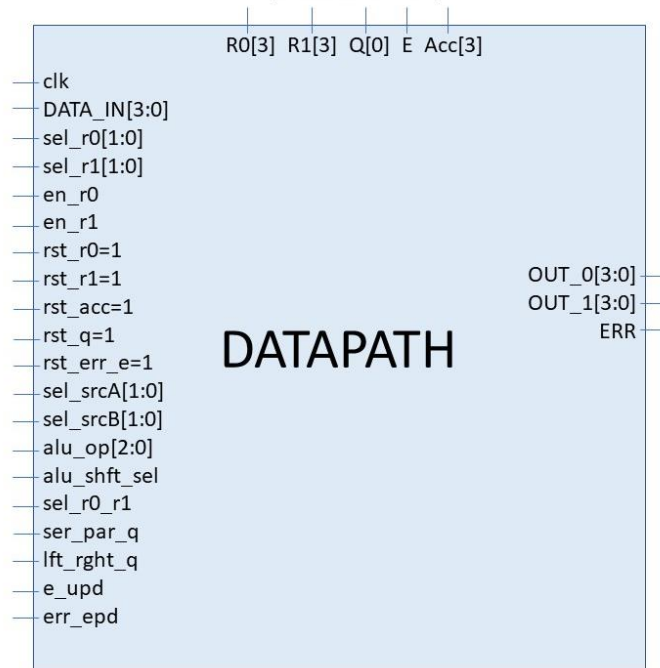 R0[3] R1[3] Q[0] E Acc[3]
clk
DATA_IN[3:0]
sel_r0[1:0]
sel_r1[1:0]
en_r0
en_r1
rst_r0=1
rst_r1=1
rst_acc=1
rst_q=1
rst_err_e=1
sel_srcA[1:0]
sel_srcB[1:0]
alu_op[2:0]
alu_shft_sel
sel_r0_r1
ser_par_q
lft_rght_q
e_upd
err_epd
DATAPATH
OUT_0[3:0]
OUT_1[3:0]
ERR